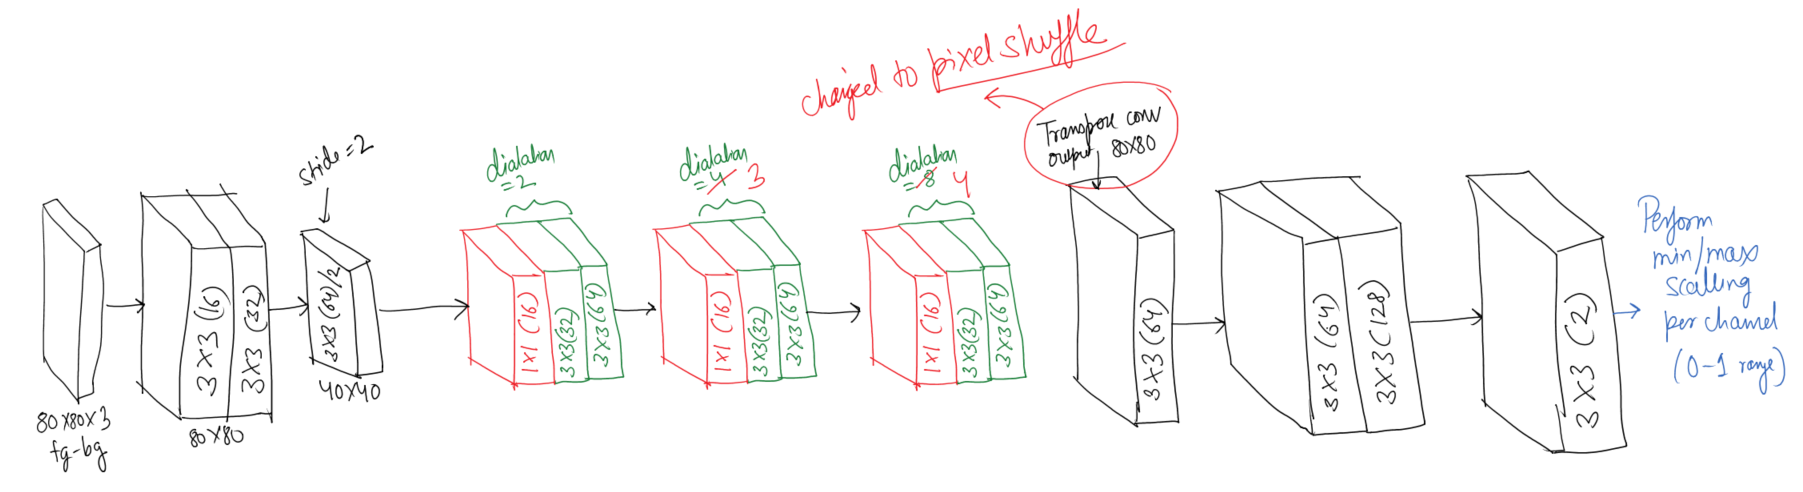 changed to pixel shuffle
Transpose conv
output 80x80
stride=2
dialation
=2
dialation
=4 3
dialation
=8 4
80x80x3
fg-bg
3x3 (16)
3x3 (32)
80x80
3x3 (64)/2
40x40
1x1 (16)
3x3 (32)
3x3 (64)
1x1 (16)
3x3 (32)
3x3 (64)
1x1 (16)
3x3 (32)
3x3 (64)
3x3 (64)
3x3 (64)
3x3 (128)
3x3 (2)
Perform
min/max
scalling
per channel
(0-1 range)